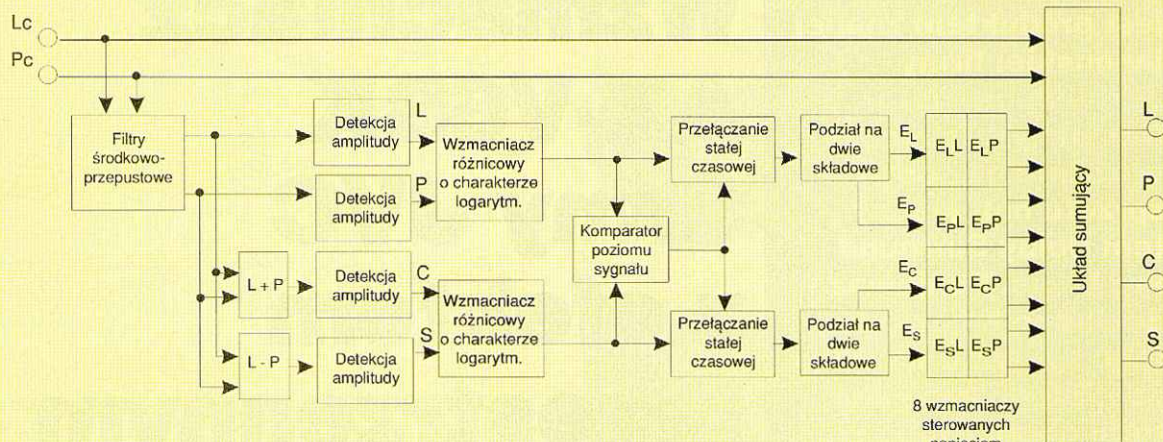 Lc
Pc
Filtry
środkowo-
przepustowe
Detekcja
amplitudy
L
Detekcja
amplitudy
P
Wzmacniacz
różnicowy
o charakterze
logarytm.
L + P
Detekcja
amplitudy
C
L - P
Detekcja
amplitudy
S
Wzmacniacz
różnicowy
o charakterze
logarytm.
Komparator
poziomu
sygnału
Przełączanie
stałej
czasowej
Podział na
dwie
składowe
Przełączanie
stałej
czasowej
Podział na
dwie
składowe
EL
EP
EC
ES
ELL ELP
EPL EPP
ECL ECP
ESL ESP
8 wzmacniaczy
sterowanych
Układ sumujący
L
P
C
S